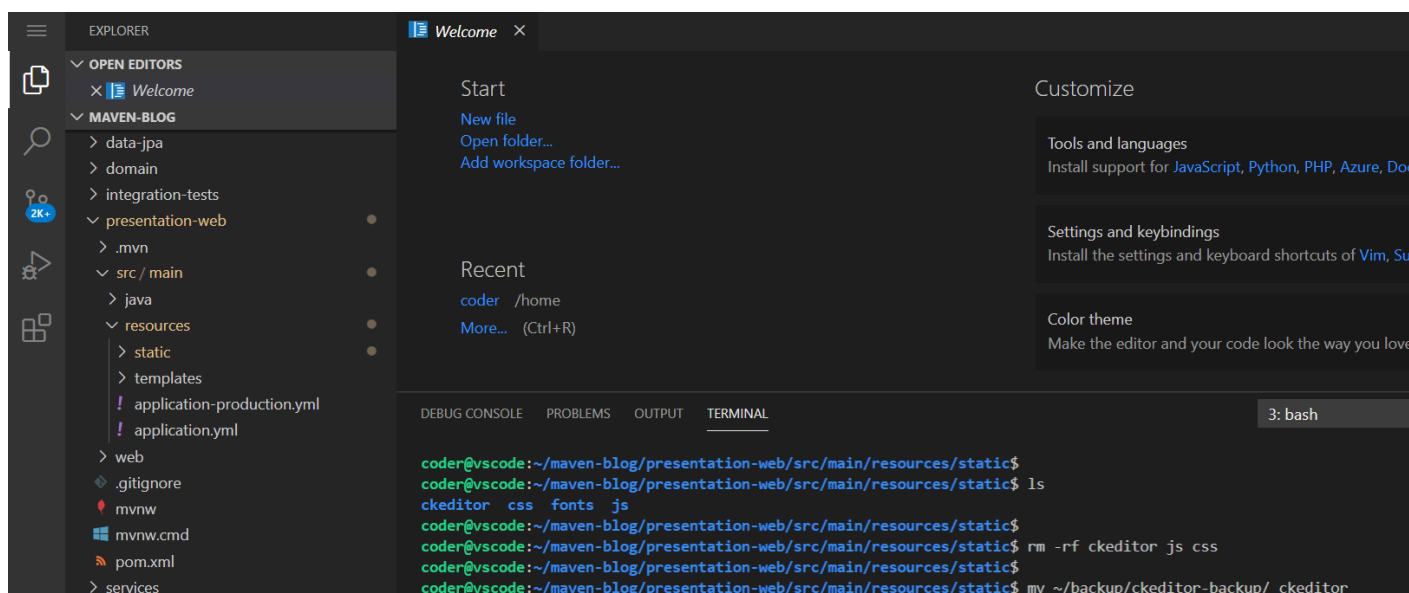 EXPLORER
OPEN EDITORS
Welcome
MAVEN-BLOG
data-jpa
domain
integration-tests
presentation-web
.mvn
src / main
java
resources
static
templates
! application-production.yml
! application.yml
web
.gitignore
mvnw
mvnw.cmd
pom.xml
services
2K+
Welcome
Start
New file
Open folder...
Add workspace folder...
Recent
coder /home
More... (Ctrl+R)
Customize
Tools and languages
Install support for JavaScript, Python, PHP, Azure, Do
Settings and keybindings
Install the settings and keyboard shortcuts of Vim, Su
Color theme
Make the editor and your code look the way you love
DEBUG CONSOLE PROBLEMS OUTPUT TERMINAL
3: bash
coder@vscode:~/maven-blog/presentation-web/src/main/resources/static$
coder@vscode:~/maven-blog/presentation-web/src/main/resources/static$ ls
ckeditor css fonts js
coder@vscode:~/maven-blog/presentation-web/src/main/resources/static$
coder@vscode:~/maven-blog/presentation-web/src/main/resources/static$ rm -rf ckeditor js css
coder@vscode:~/maven-blog/presentation-web/src/main/resources/static$
coder@vscode:~/maven-blog/presentation-web/src/main/resources/static$ mv ~/backup/ckeditor-backup/ ckeditor